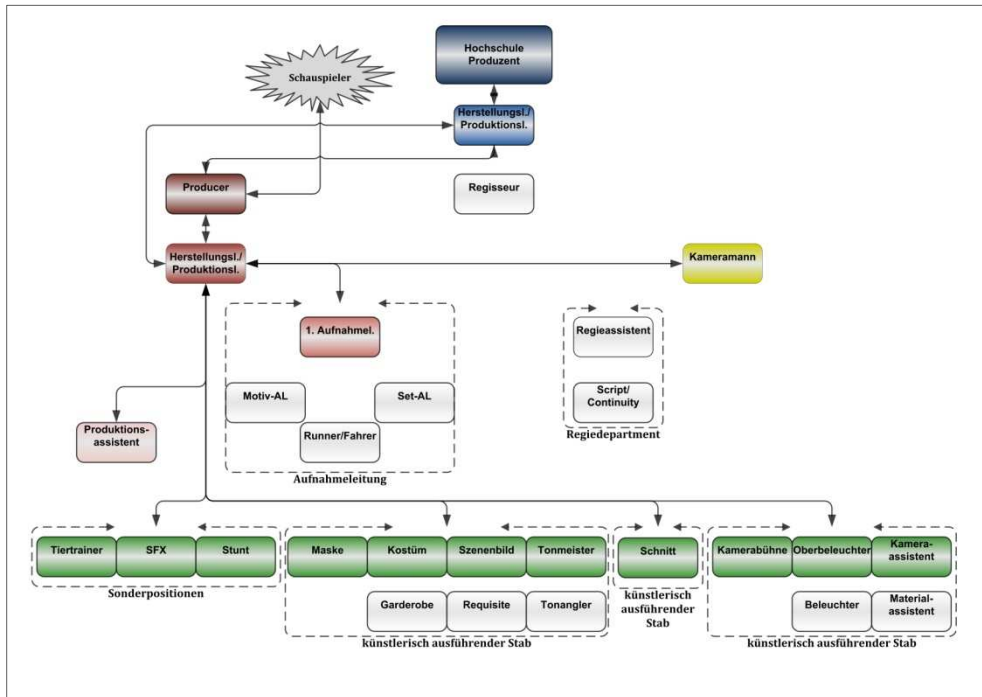 Hochschule
Produzent
Schauspieler
Herstellungsl./
Produktionsl.
Producer
Regisseur
Herstellungsl./
Produktionsl.
Kameramann
1. Aufnahmel.
Regieassistent
Motiv-AL
Set-AL
Script/
Continuity
Produktions-
assistent
Runner/Fahrer
Regiedepartment
Aufnahmeleitung
Tiertrainer
SFX
Stunt
Maske
Kostüm
Szenenbild
Tonmeister
Schnitt
Kamerabühne
Oberbeleuchter
Kamera-
assistent
Sonderpositionen
Garderobe
Requisite
Tonangler
künstlerisch
ausführender
Stab
Beleuchter
Material-
assistent
künstlerisch ausführender Stab
künstlerisch ausführender Stab